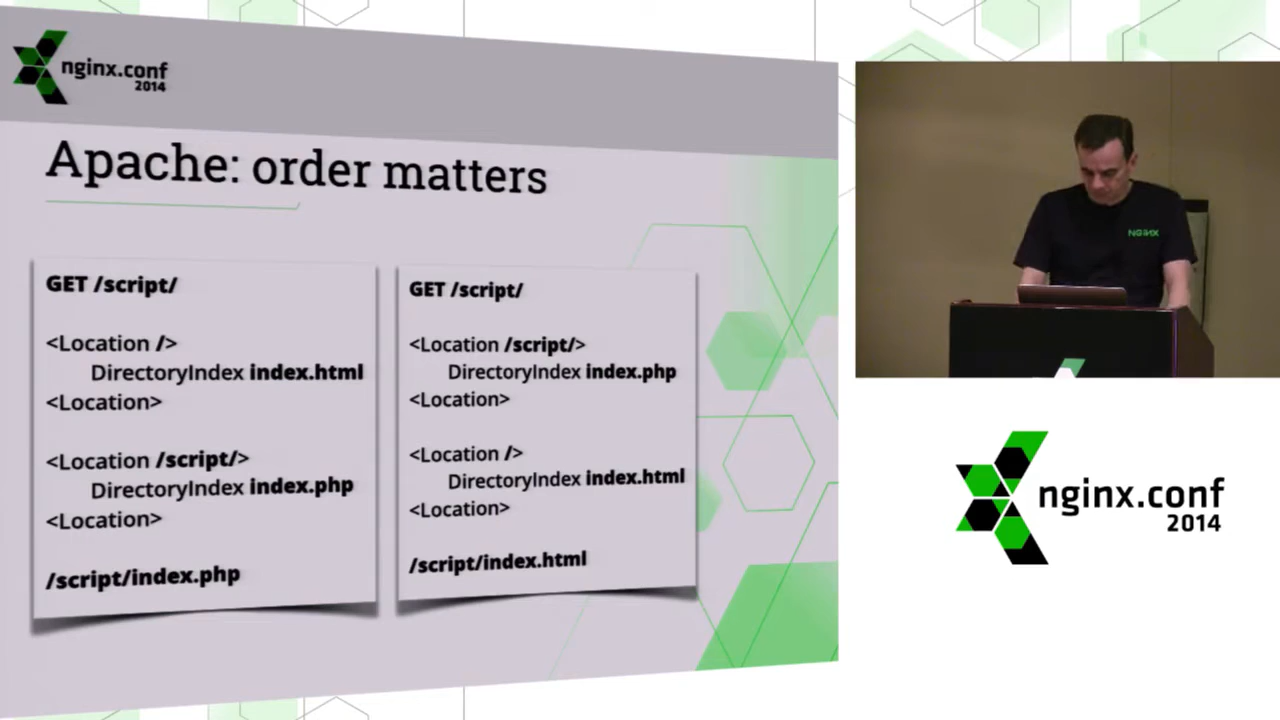 nginx.conf
2014
Apache: order matters
GET /script/
<Location />
DirectoryIndex index.html
<Location>
<Location /script/>
DirectoryIndex index.php
<Location>
/script/index.php
GET /script/
<Location /script/>
DirectoryIndex index.php
<Location>
<Location />
DirectoryIndex index.html
<Location>
/script/index.html
NGINX
nginx.conf
2014